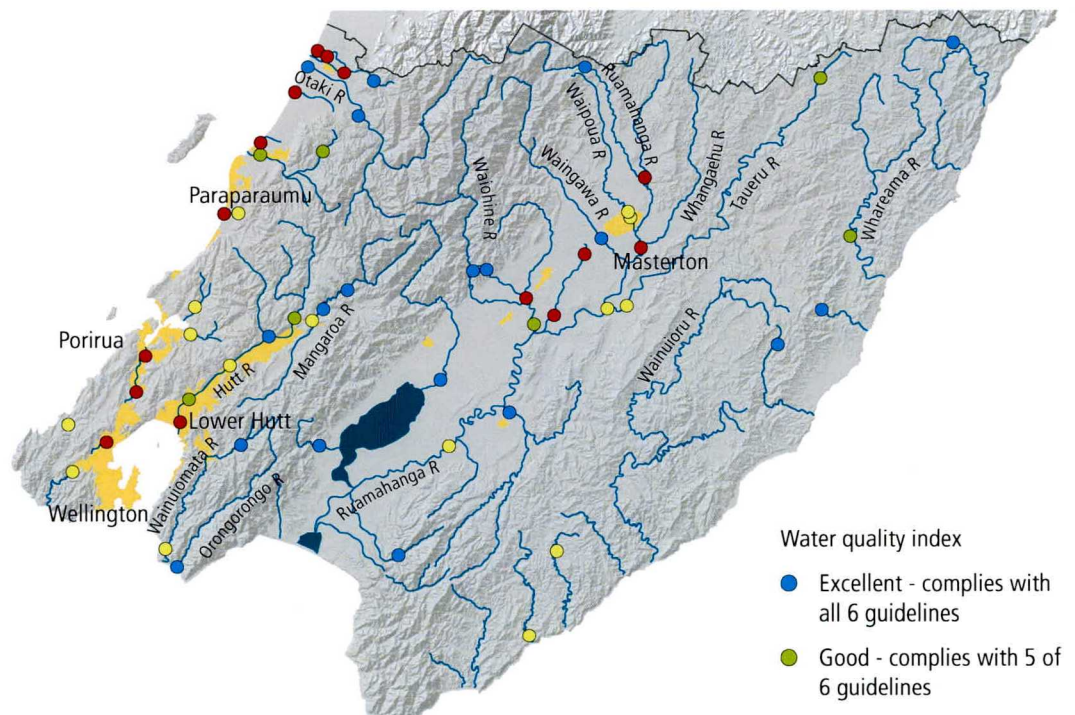 Otaki R
Waipoua R
Ruamahanga R
Waingawa R
Whangaehu R
Taueru R
Whareama R
Waiohine R
Paraparaumu
Masterton
Wainuioru R
Mangaroa R
Porirua
Hutt R
Lower Hutt
Wainuiomata R
Orongorongo R
Ruamahanga R
Wellington
Water quality index
Excellent - complies with
all 6 guidelines
Good - complies with 5 of
6 guidelines